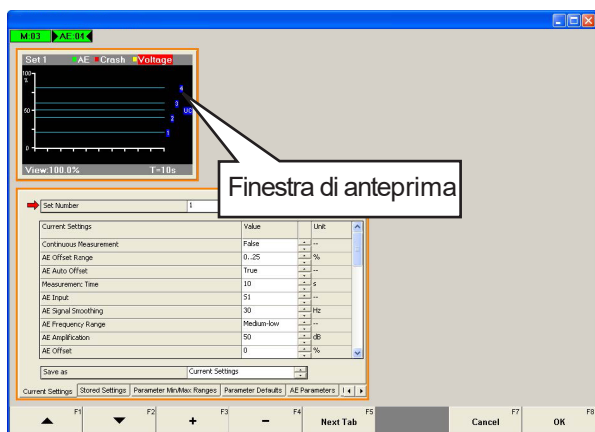 M:03 AE:04
Set 1 AE Crash Voltage
100
%
4
3
50
UC
2
1
0
View:100.0% T=10s
Finestra di anteprima
Set Number 1
Current Settings Value Unit
Continuous Measurement False --
AE Offset Range 0..25 %
AE Auto Offset True --
Measurement Time 10 s
AE Input S1 --
AE Signal Smoothing 30 Hz
AE Frequency Range Medium-low --
AE Amplification 50 dB
AE Offset 0 %
Save as Current Settings
Current Settings Stored Settings Parameter Min/Max Ranges Parameter Defaults AE Parameters
F1 F2 F3 F4 F5 F7 F8
+ - Next Tab Cancel OK